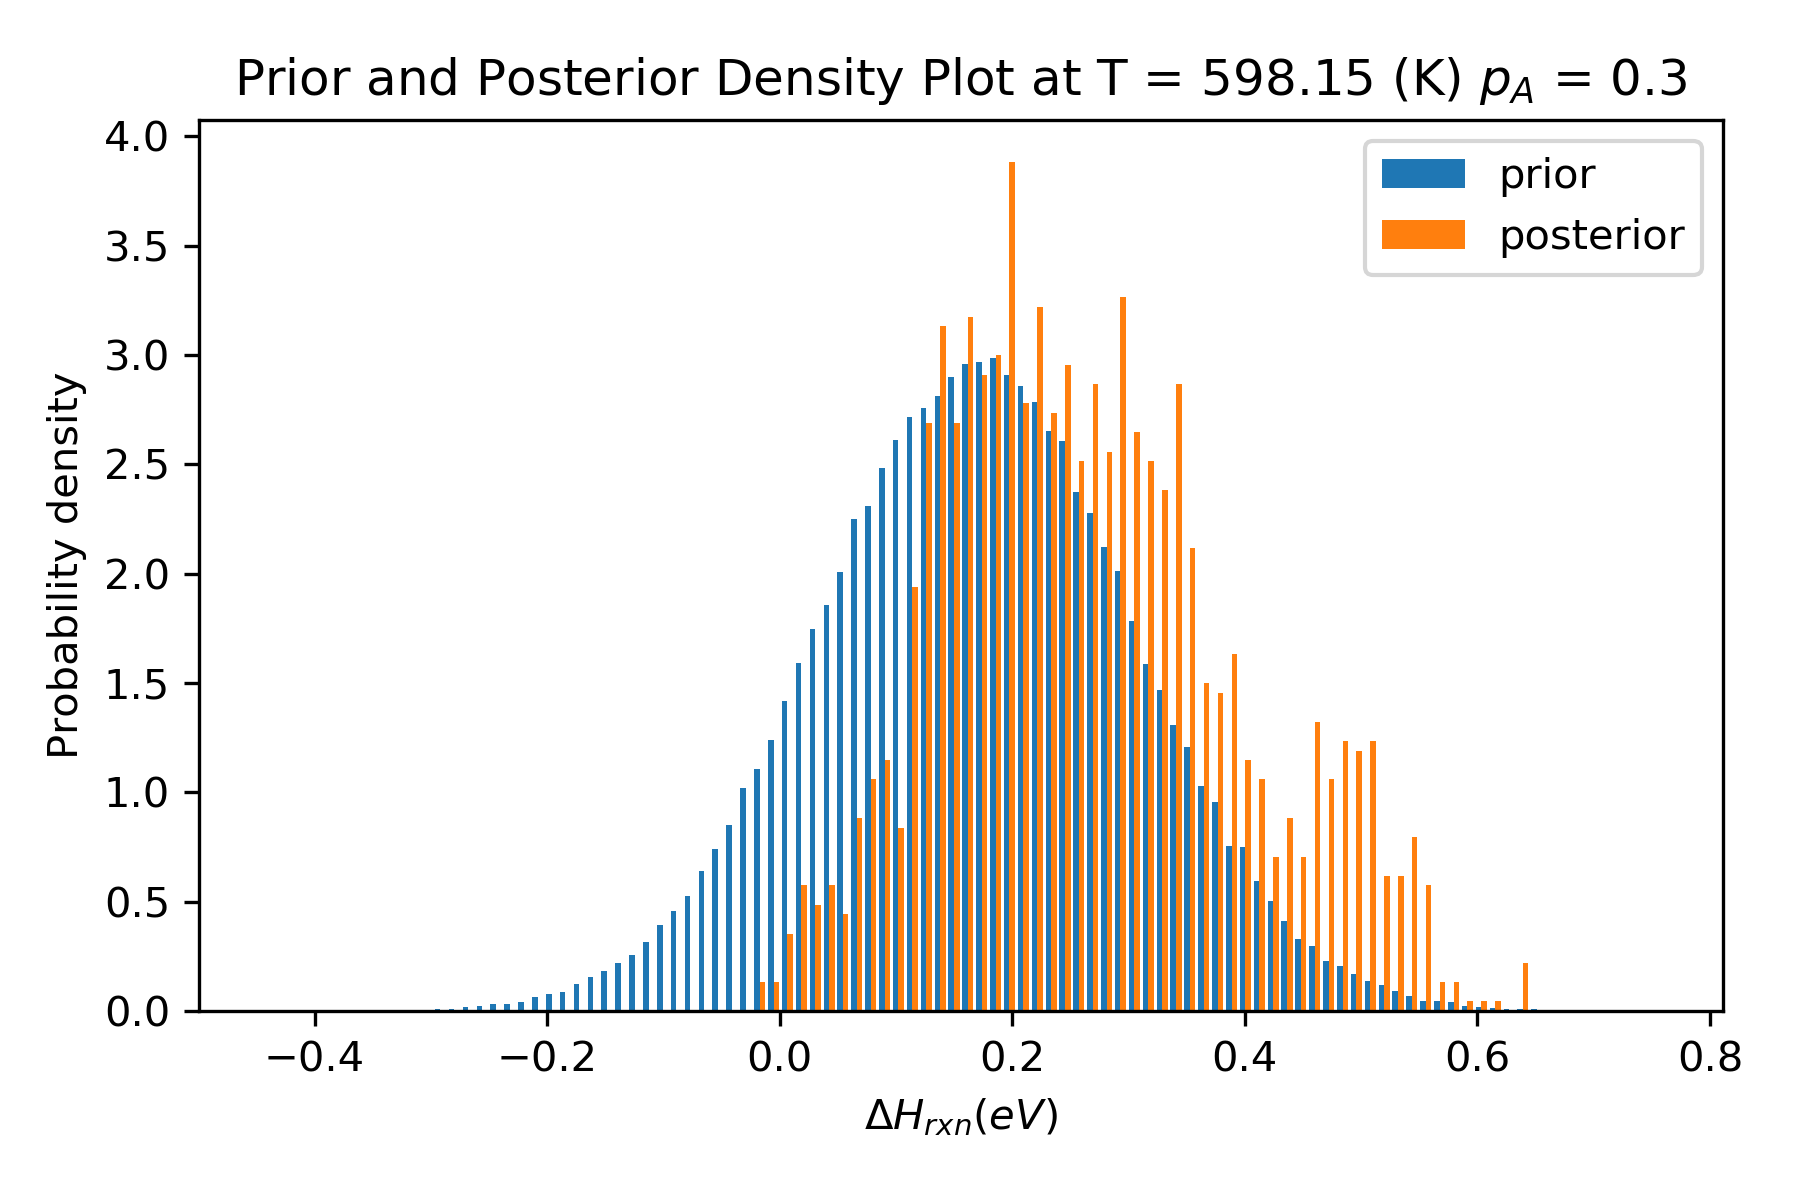 Prior and Posterior Density Plot at T = 598.15 (K) p_A = 0.3
prior
posterior
4.0
3.5
3.0
2.5
2.0
1.5
1.0
0.5
0.0
Probability density
−0.4 −0.2 0.0 0.2 0.4 0.6 0.8
ΔH_rxn(eV)